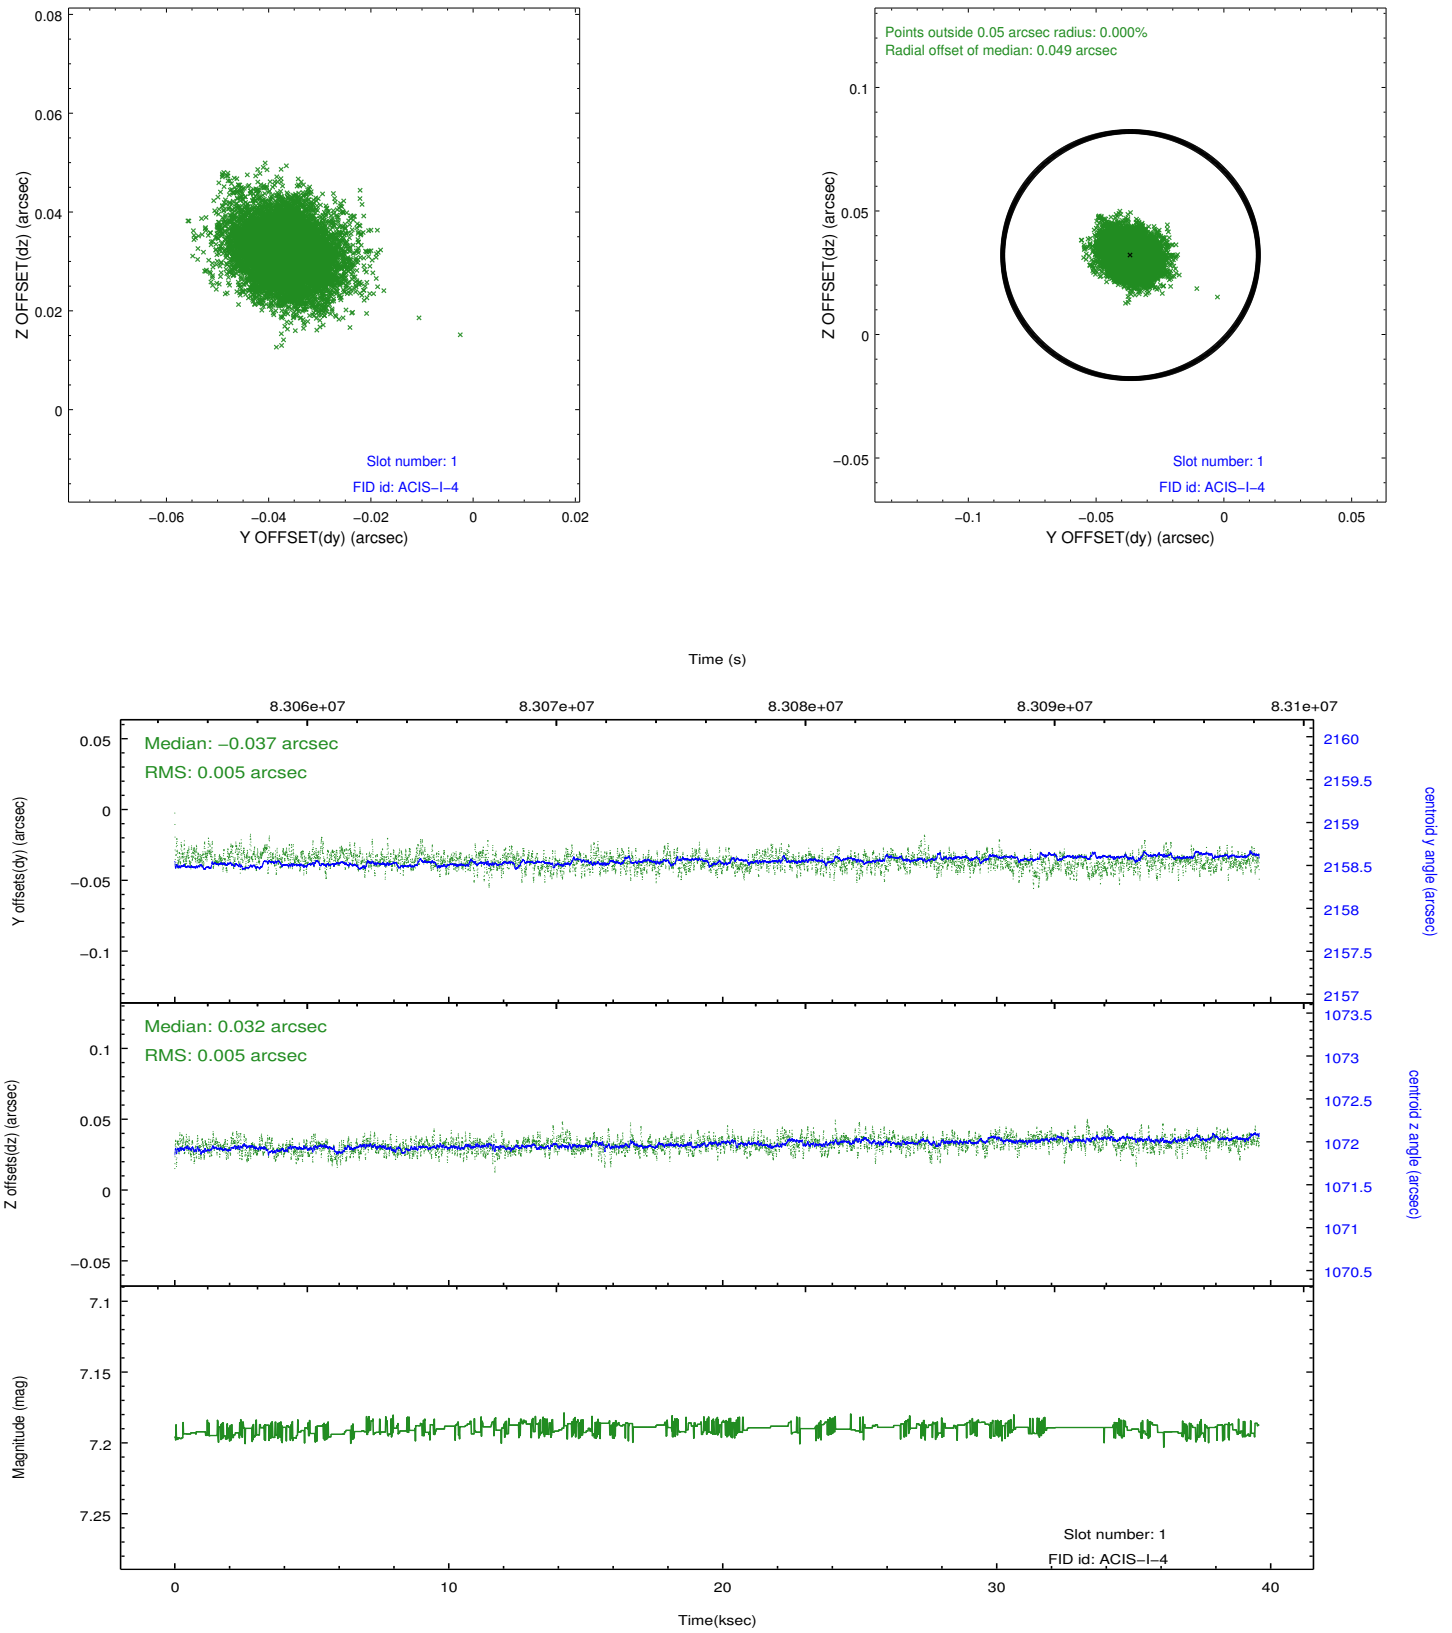 0.08
0.06
0.04
0.02
0
Z OFFSET(dz) (arcsec)
Slot number: 1
FID id: ACIS−I−4
−0.06
−0.04
−0.02
0
0.02
Y OFFSET(dy) (arcsec)
Points outside 0.05 arcsec radius: 0.000%
Radial offset of median: 0.049 arcsec
0.1
0.05
0
−0.05
Z OFFSET(dz) (arcsec)
Slot number: 1
FID id: ACIS−I−4
−0.1
−0.05
0
0.05
Y OFFSET(dy) (arcsec)
Time (s)
8.306e+07
8.307e+07
8.308e+07
8.309e+07
8.31e+07
Median: −0.037 arcsec
RMS: 0.005 arcsec
0.05
0
−0.05
−0.1
Y offsets(dy) (arcsec)
2160
2159.5
2159
2158.5
2158
2157.5
2157
centroid y angle (arcsec)
Median: 0.032 arcsec
RMS: 0.005 arcsec
0.1
0.05
0
−0.05
Z offsets(dz) (arcsec)
1073.5
1073
1072.5
1072
1071.5
1071
1070.5
centroid z angle (arcsec)
7.1
7.15
7.2
7.25
Magnitude (mag)
Slot number: 1
FID id: ACIS−I−4
0
10
20
30
40
Time(ksec)